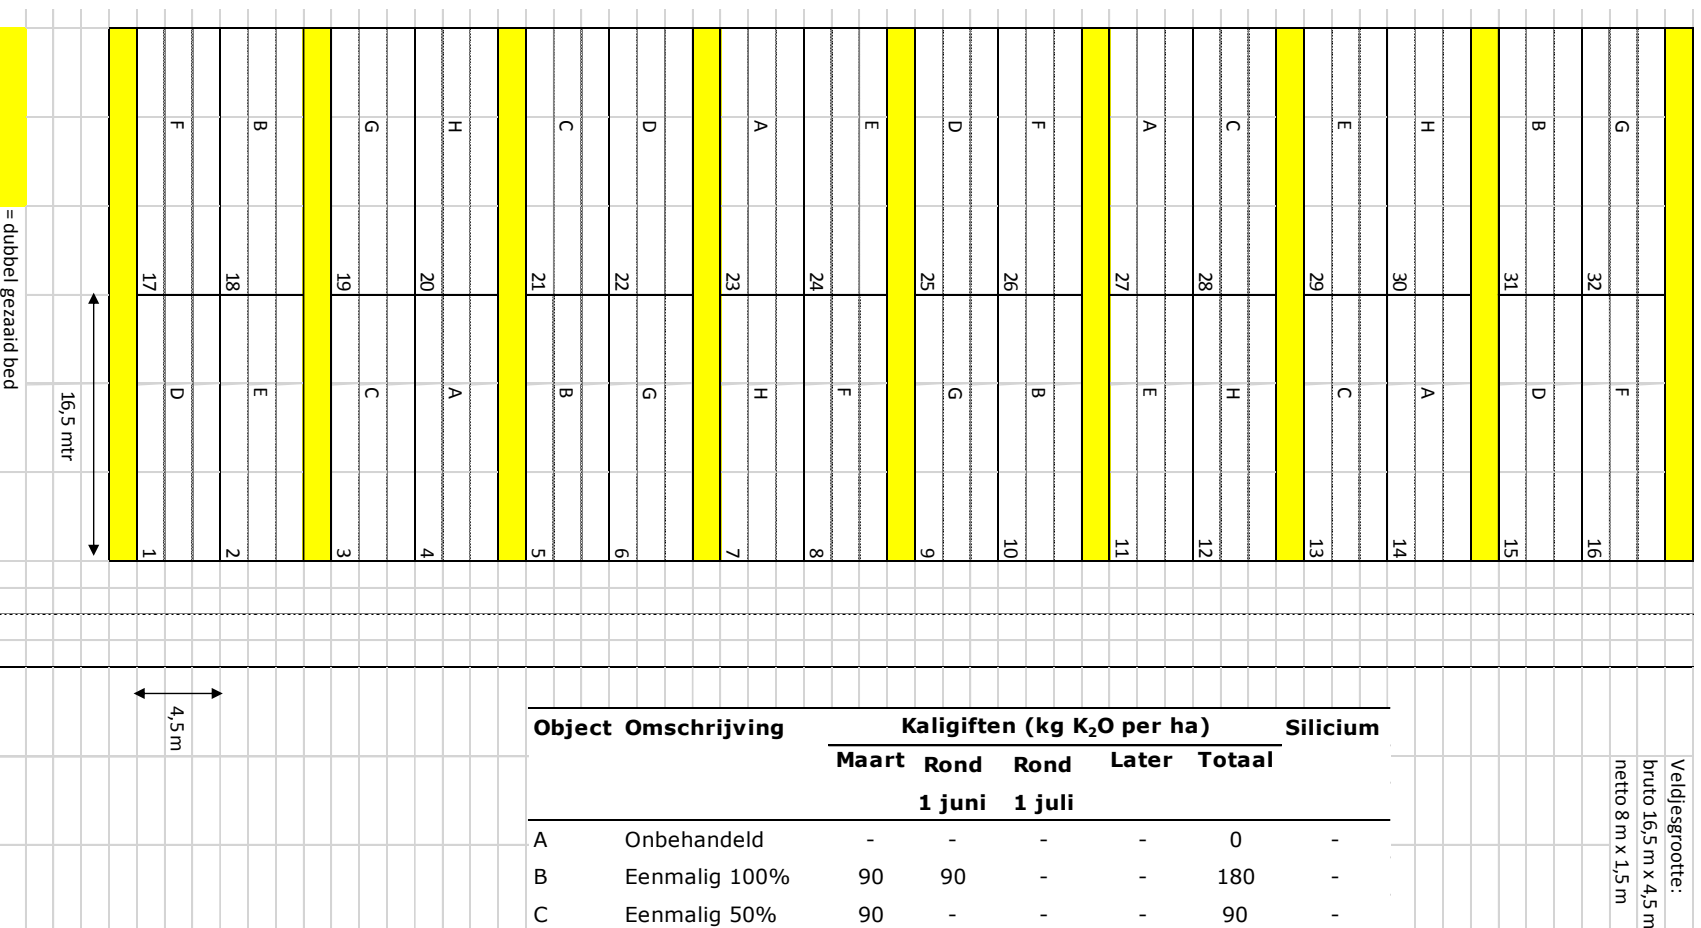 F B G H C D A E D F A C E H B G
17 18 19 20 21 22 23 24 25 26 27 28 29 30 31 32
D E C A B G H F G B E H C A D F
1 2 3 4 5 6 7 8 9 10 11 12 13 14 15 16
= dubbel gezaaid bed
16,5 mtr
4,5 m
Object Omschrijving Kaligiften (kg K₂O per ha) Silicium
Maart Rond Rond Later Totaal
1 juni 1 juli
A Onbehandeld - - - - 0 -
B Eenmalig 100% 90 90 - - 180 -
C Eenmalig 50% 90 - - - 90 -
Veldjesgrootte:
bruto 16,5 m x 4,5 m
netto 8 m x 1,5 m